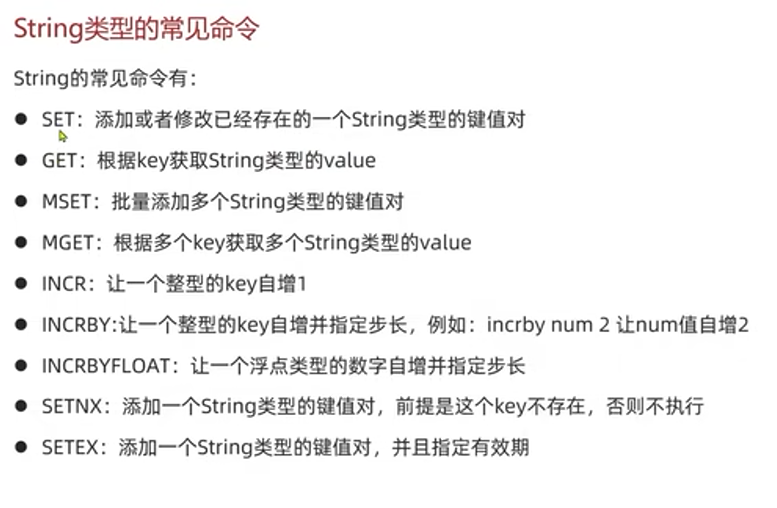 String类型的常见命令
String的常见命令有：
● SET：添加或者修改已经存在的一个String类型的键值对
● GET：根据key获取String类型的value
● MSET：批量添加多个String类型的键值对
● MGET：根据多个key获取多个String类型的value
● INCR：让一个整型的key自增1
● INCRBY:让一个整型的key自增并指定步长，例如：incrby num 2 让num值自增2
● INCRBYFLOAT：让一个浮点类型的数字自增并指定步长
● SETNX：添加一个String类型的键值对，前提是这个key不存在，否则不执行
● SETEX：添加一个String类型的键值对，并且指定有效期